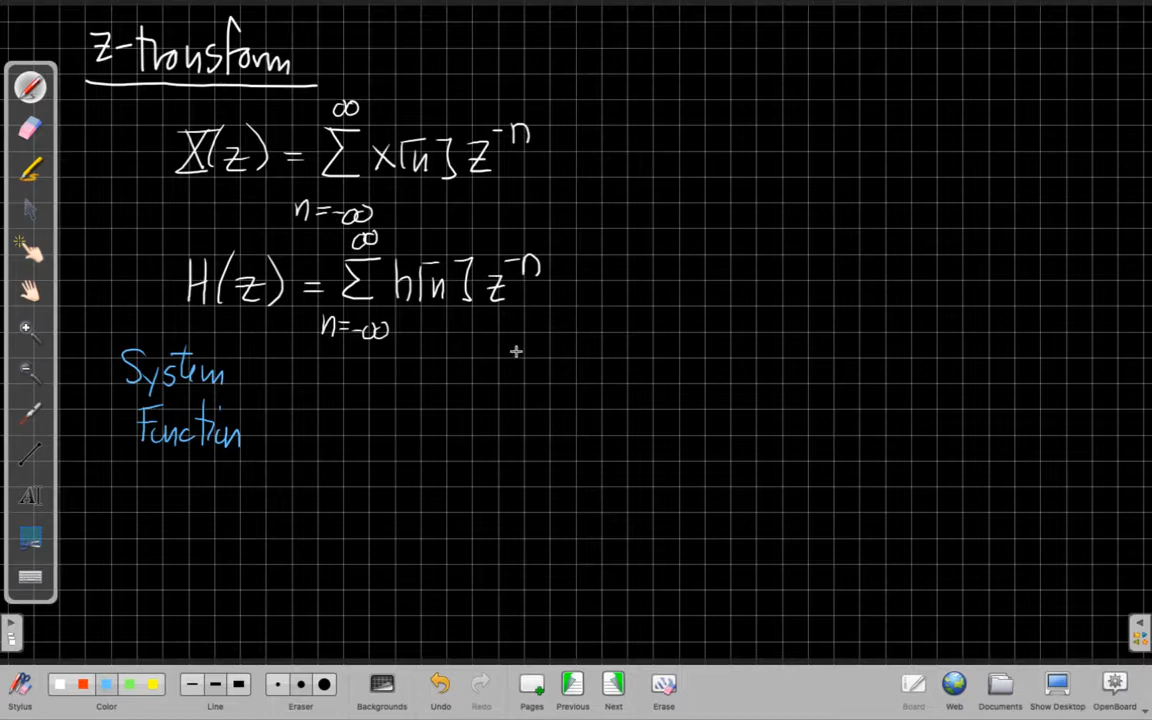 z-transform
∞
X(z) = ∑ x[n] z^-n
n=-∞
∞
H(z) = ∑ h[n] z^-n
n=-∞
System
Function
AI
Stylus Color Line Eraser Backgrounds Undo Redo Pages Previous Next Erase Board Web Documents Show Desktop OpenBoard